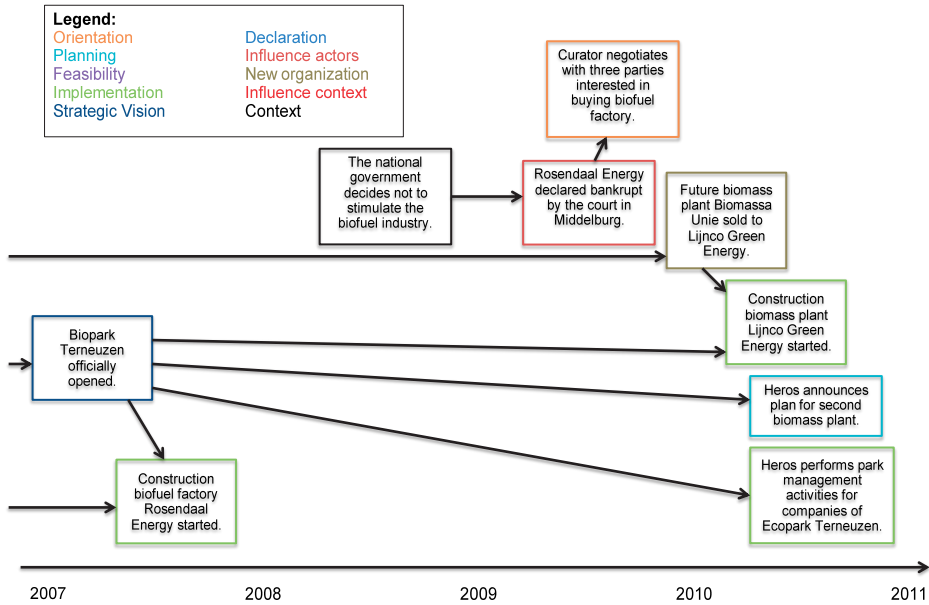 Legend:
Orientation
Planning
Feasibility
Implementation
Strategic Vision
Declaration
Influence actors
New organization
Influence context
Context
Curator negotiates
with three parties
interested in
buying biofuel
factory.
The national
government
decides not to
stimulate the
biofuel industry.
Rosendaal Energy
declared bankrupt
by the court in
Middelburg.
Future biomass
plant Biomassa
Unie sold to
Lijnco Green
Energy.
Construction
biomass plant
Lijnco Green
Energy started.
Biopark
Terneuzen
officially
opened.
Heros announces
plan for second
biomass plant.
Construction
biofuel factory
Rosendaal
Energy started.
Heros performs park
management
activities for
companies of
Ecopark Terneuzen.
2007 2008 2009 2010 2011